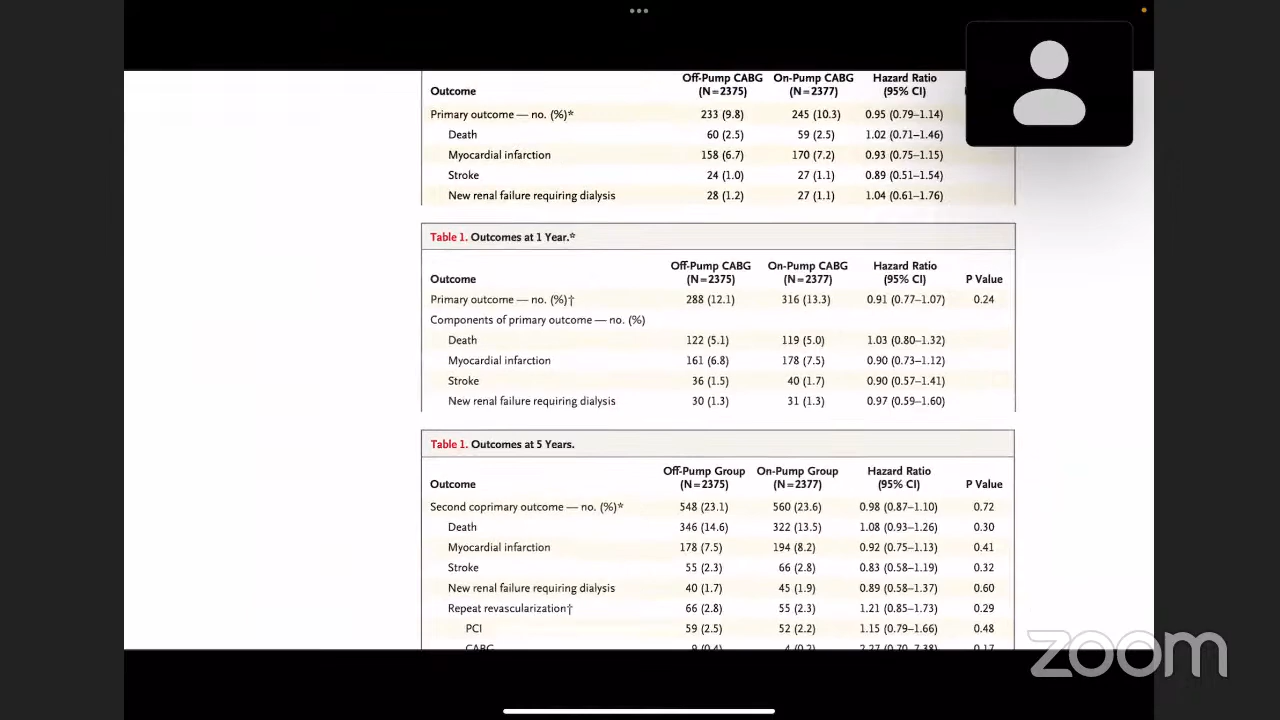 Off-Pump CABG On-Pump CABG Hazard Ratio
Outcome (N=2375) (N=2377) (95% CI)
Primary outcome — no. (%)* 233 (9.8) 245 (10.3) 0.95 (0.79–1.14)
Death 60 (2.5) 59 (2.5) 1.02 (0.71–1.46)
Myocardial infarction 158 (6.7) 170 (7.2) 0.93 (0.75–1.15)
Stroke 24 (1.0) 27 (1.1) 0.89 (0.51–1.54)
New renal failure requiring dialysis 28 (1.2) 27 (1.1) 1.04 (0.61–1.76)
Table 1. Outcomes at 1 Year.*
Off-Pump CABG On-Pump CABG Hazard Ratio
Outcome (N=2375) (N=2377) (95% CI) P Value
Primary outcome — no. (%)† 288 (12.1) 316 (13.3) 0.91 (0.77–1.07) 0.24
Components of primary outcome — no. (%)
Death 122 (5.1) 119 (5.0) 1.03 (0.80–1.32)
Myocardial infarction 161 (6.8) 178 (7.5) 0.90 (0.73–1.12)
Stroke 36 (1.5) 40 (1.7) 0.90 (0.57–1.41)
New renal failure requiring dialysis 30 (1.3) 31 (1.3) 0.97 (0.59–1.60)
Table 1. Outcomes at 5 Years.
Off-Pump Group On-Pump Group Hazard Ratio
Outcome (N=2375) (N=2377) (95% CI) P Value
Second coprimary outcome — no. (%)* 548 (23.1) 560 (23.6) 0.98 (0.87–1.10) 0.72
Death 346 (14.6) 322 (13.5) 1.08 (0.93–1.26) 0.30
Myocardial infarction 178 (7.5) 194 (8.2) 0.92 (0.75–1.13) 0.41
Stroke 55 (2.3) 66 (2.8) 0.83 (0.58–1.19) 0.32
New renal failure requiring dialysis 40 (1.7) 45 (1.9) 0.89 (0.58–1.37) 0.60
Repeat revascularization† 66 (2.8) 55 (2.3) 1.21 (0.85–1.73) 0.29
PCI 59 (2.5) 52 (2.2) 1.15 (0.79–1.66) 0.48
CABG
zoom